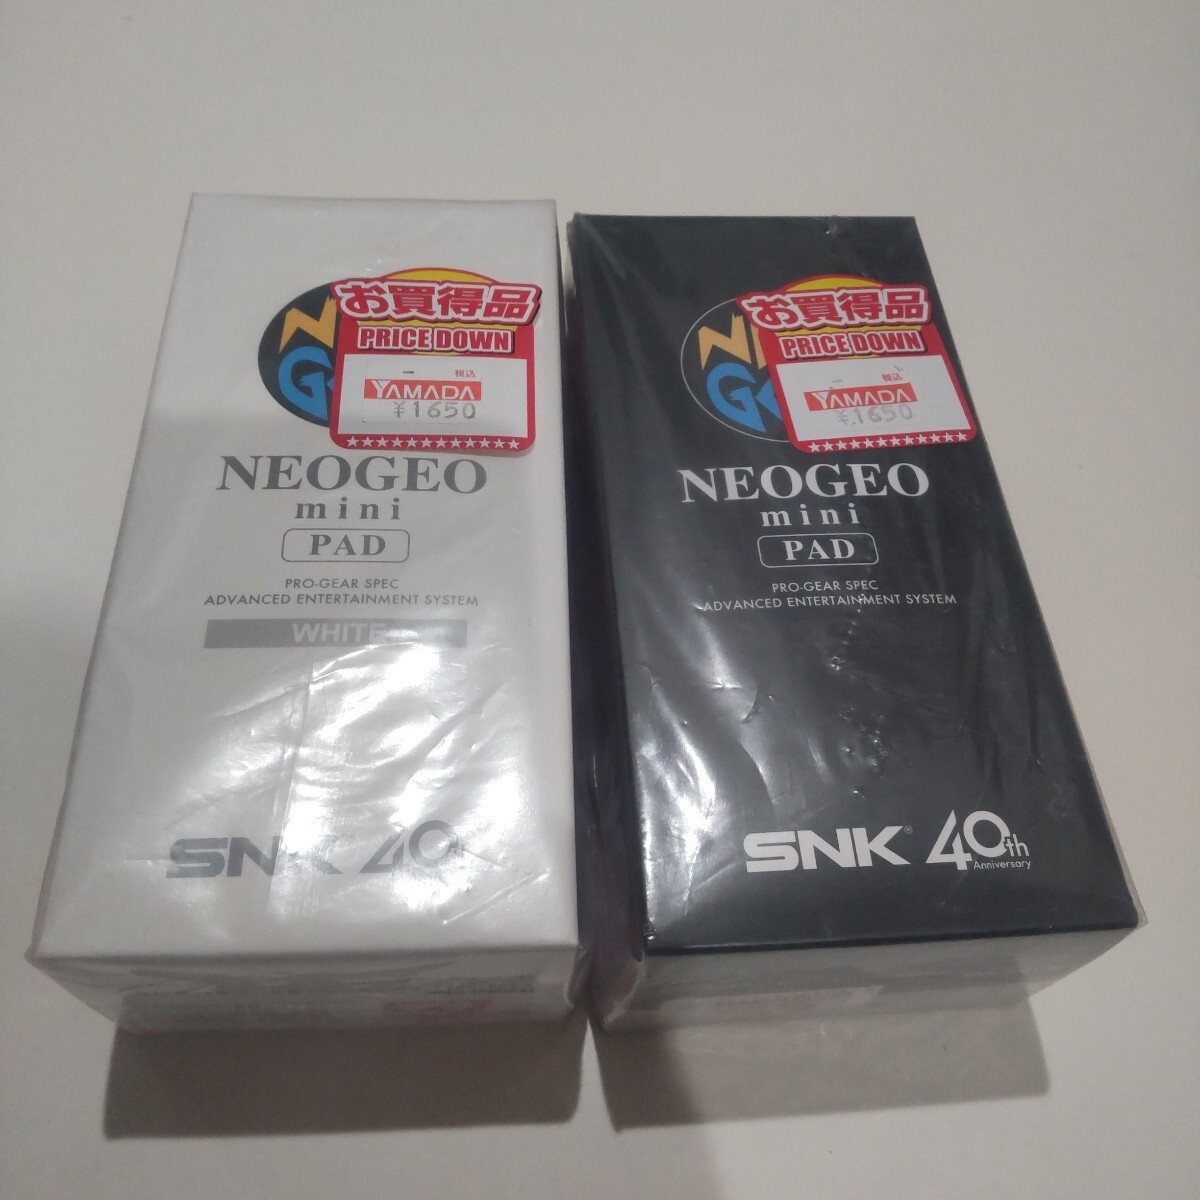 お買得品
PRICE DOWN
税込
YAMADA
¥1650
NEOGEO
mini
PAD
PRO-GEAR SPEC
ADVANCED ENTERTAINMENT SYSTEM
WHITE
SNK 40
お買得品
PRICE DOWN
税込
YAMADA
¥1650
NEOGEO
mini
PAD
PRO-GEAR SPEC
ADVANCED ENTERTAINMENT SYSTEM
SNK® 40th
Anniversary